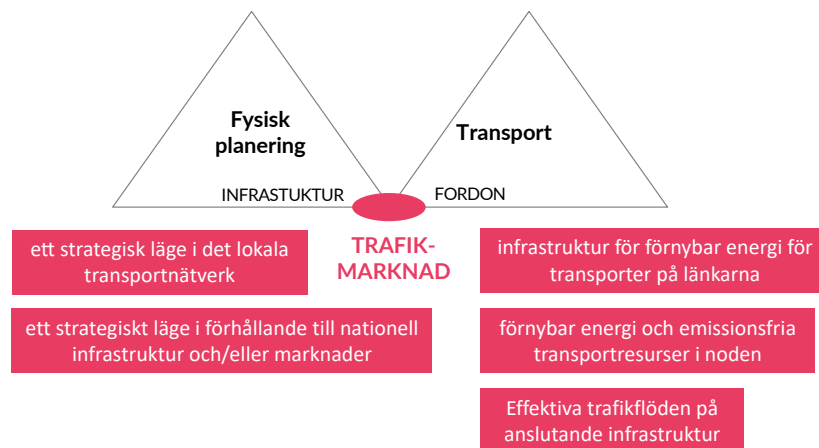 Fysisk
planering
Transport
INFRASTUKTUR
FORDON
TRAFIK-
MARKNAD
ett strategisk läge i det lokala
transportnätverk
ett strategiskt läge i förhållande till nationell
infrastruktur och/eller marknader
infrastruktur för förnybar energi för
transporter på länkarna
förnybar energi och emissionsfria
transportresurser i noden
Effektiva trafikflöden på
anslutande infrastruktur